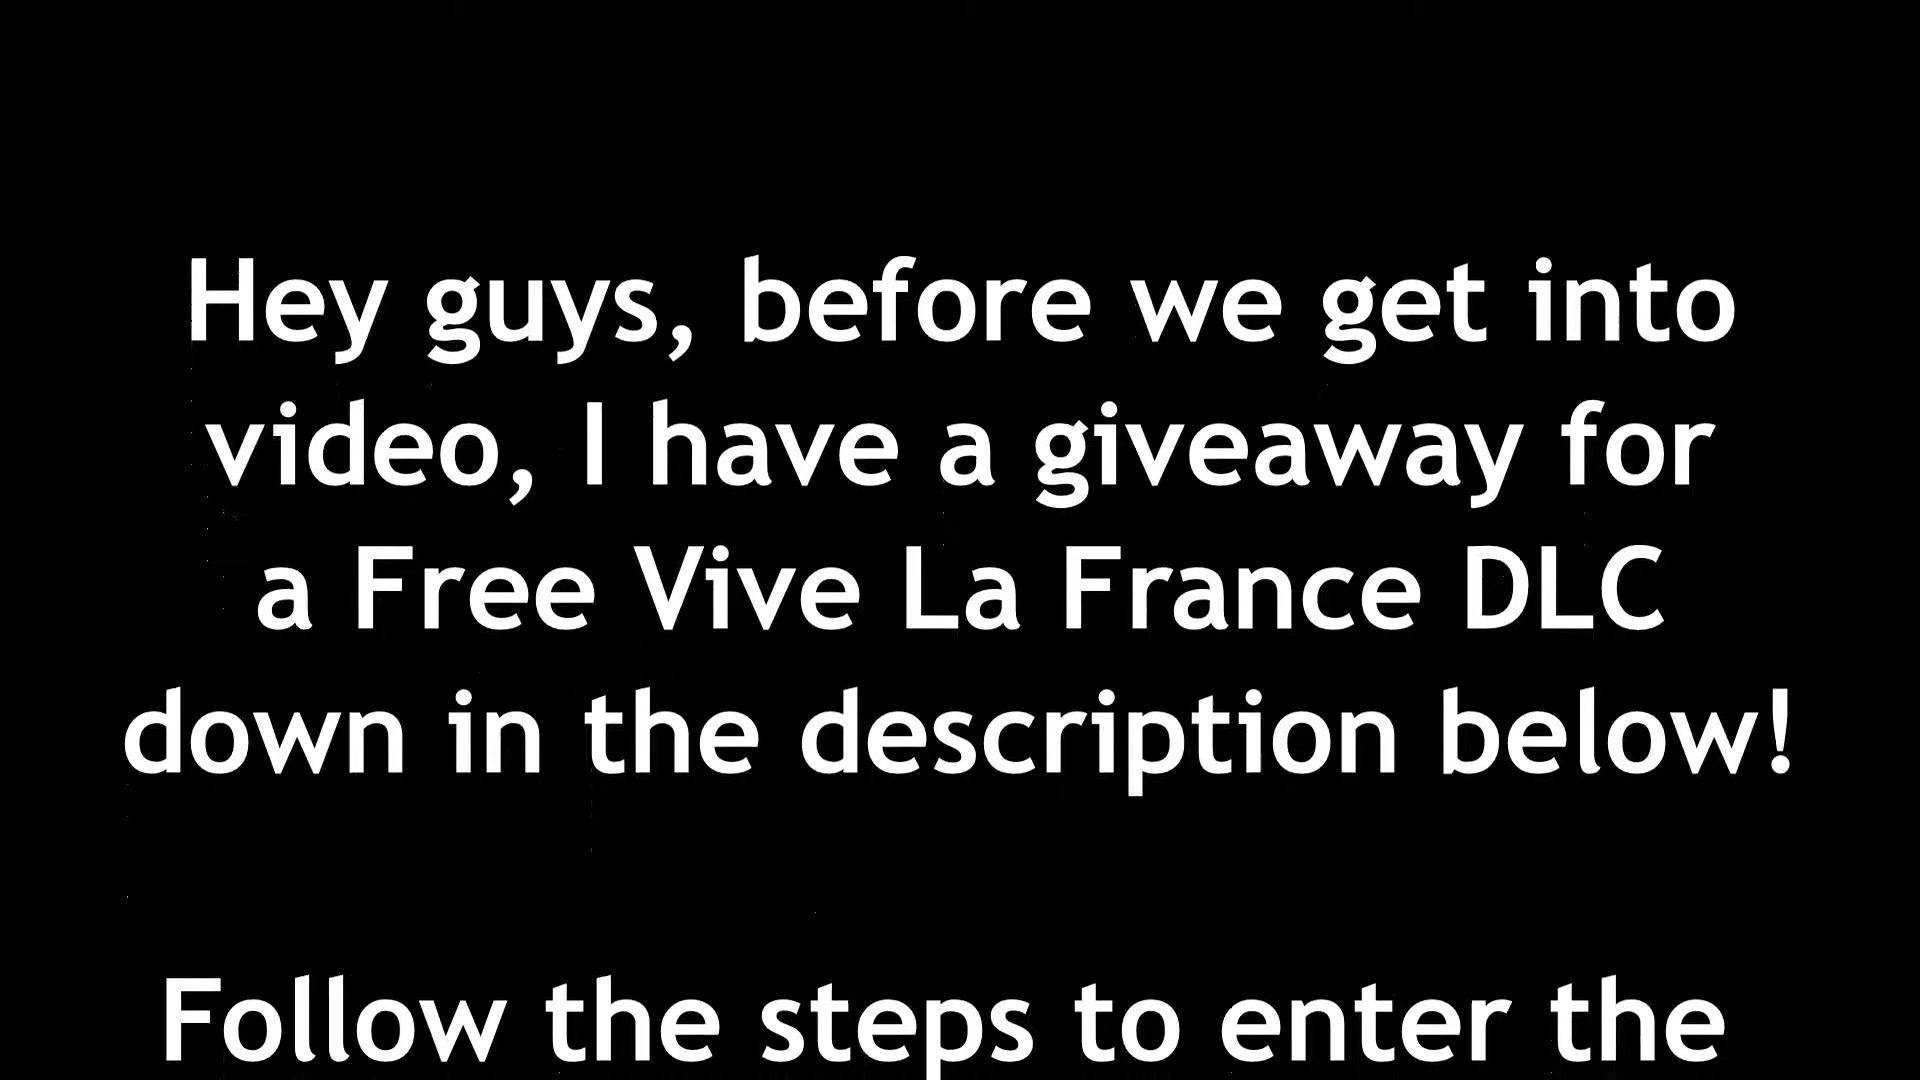 Hey guys, before we get into
video, I have a giveaway for
a Free Vive La France DLC
down in the description below!
Follow the steps to enter the